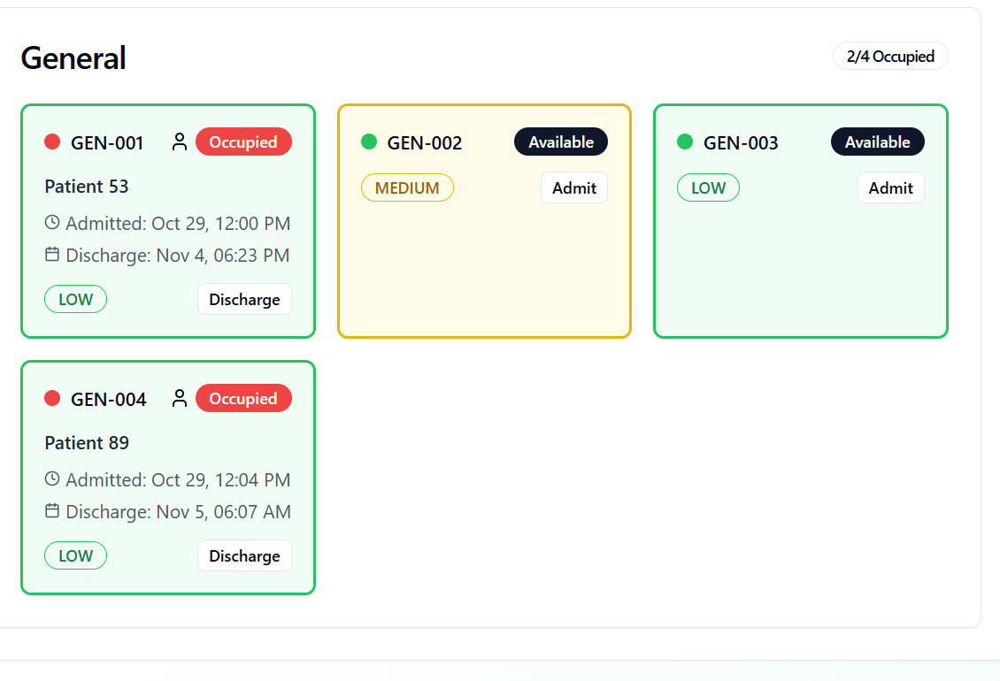 General
2/4 Occupied
GEN-001 Occupied
Patient 53
Admitted: Oct 29, 12:00 PM
Discharge: Nov 4, 06:23 PM
LOW Discharge
GEN-002 Available
MEDIUM Admit
GEN-003 Available
LOW Admit
GEN-004 Occupied
Patient 89
Admitted: Oct 29, 12:04 PM
Discharge: Nov 5, 06:07 AM
LOW Discharge